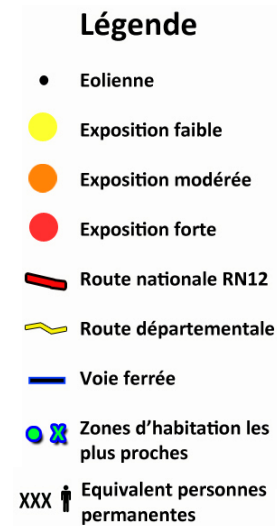 Légende
Eolienne
Exposition faible
Exposition modérée
Exposition forte
Route nationale RN12
Route départementale
Voie ferrée
Zones d'habitation les
plus proches
XXX Equivalent personnes
permanentes